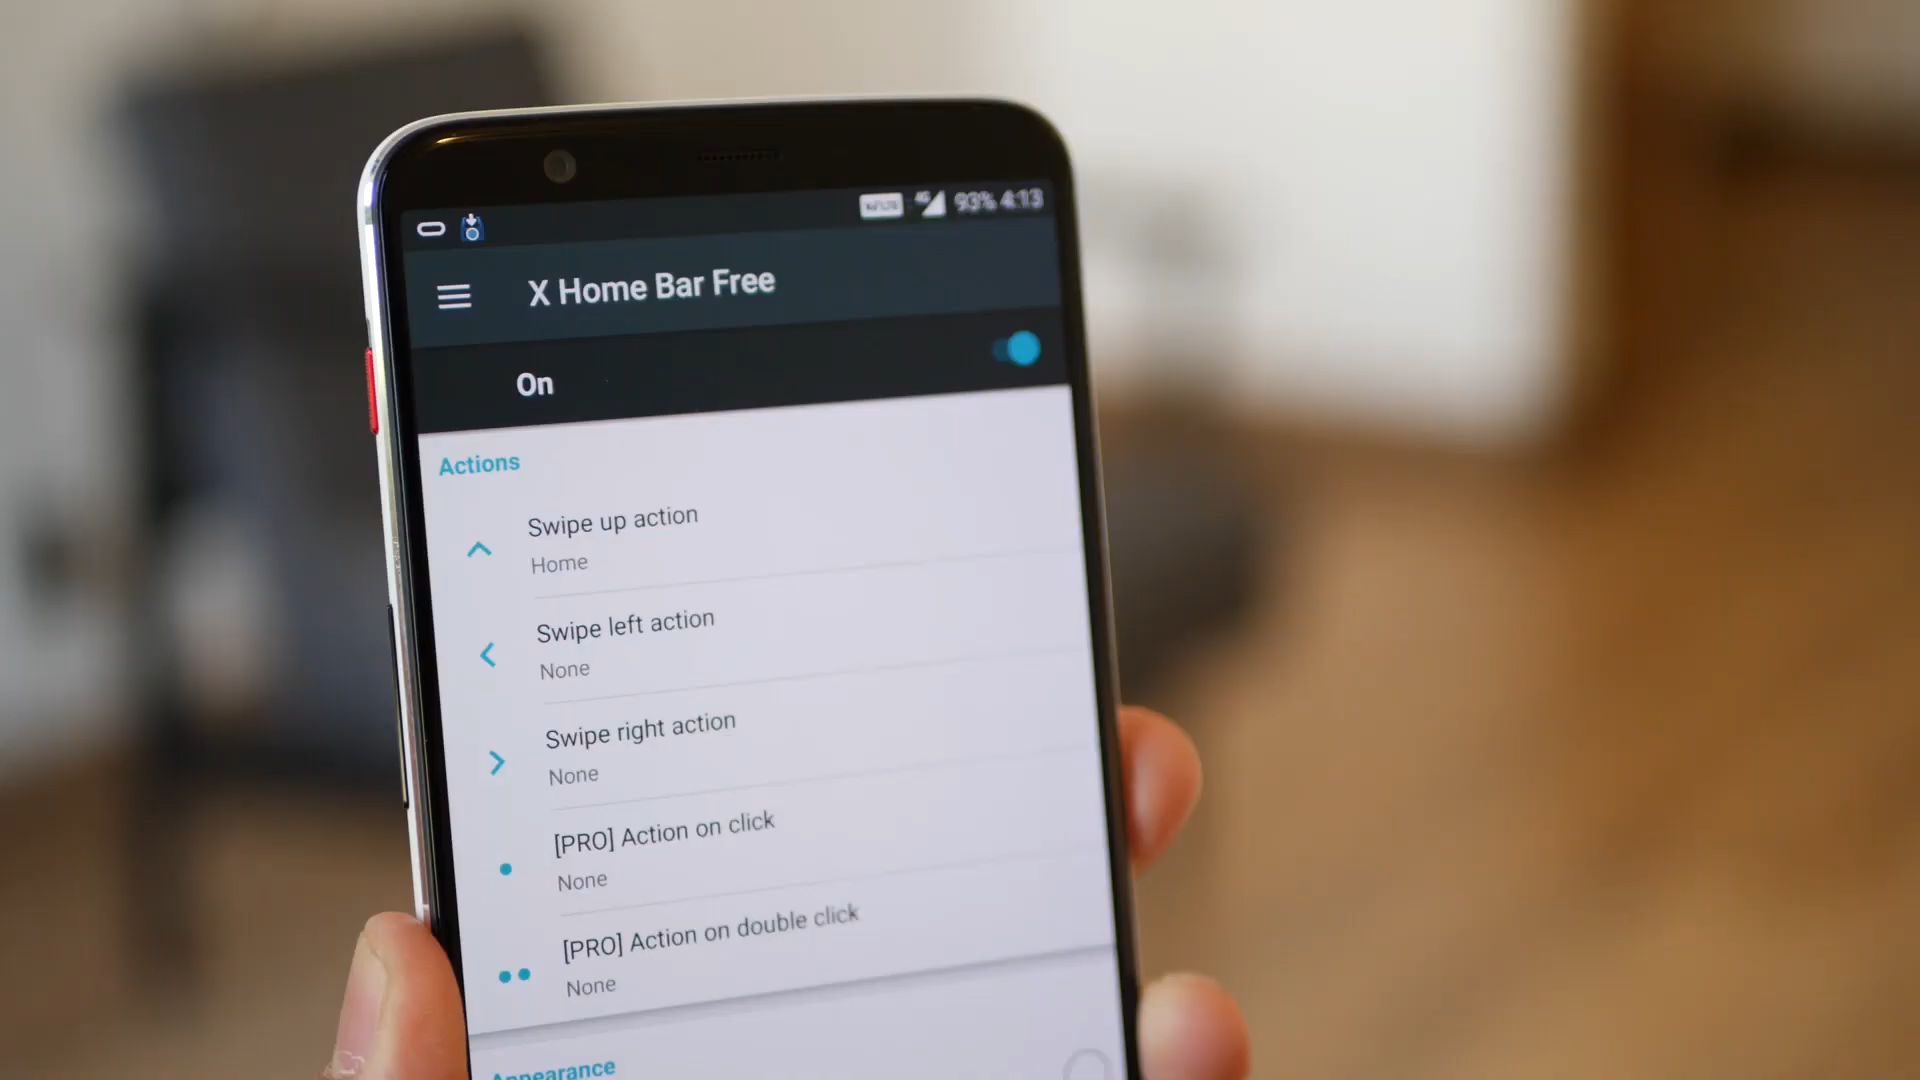 4G 93% 4:13
X Home Bar Free
On
Actions
Swipe up action
Home
Swipe left action
None
Swipe right action
None
[PRO] Action on click
None
[PRO] Action on double click
None
Appearance